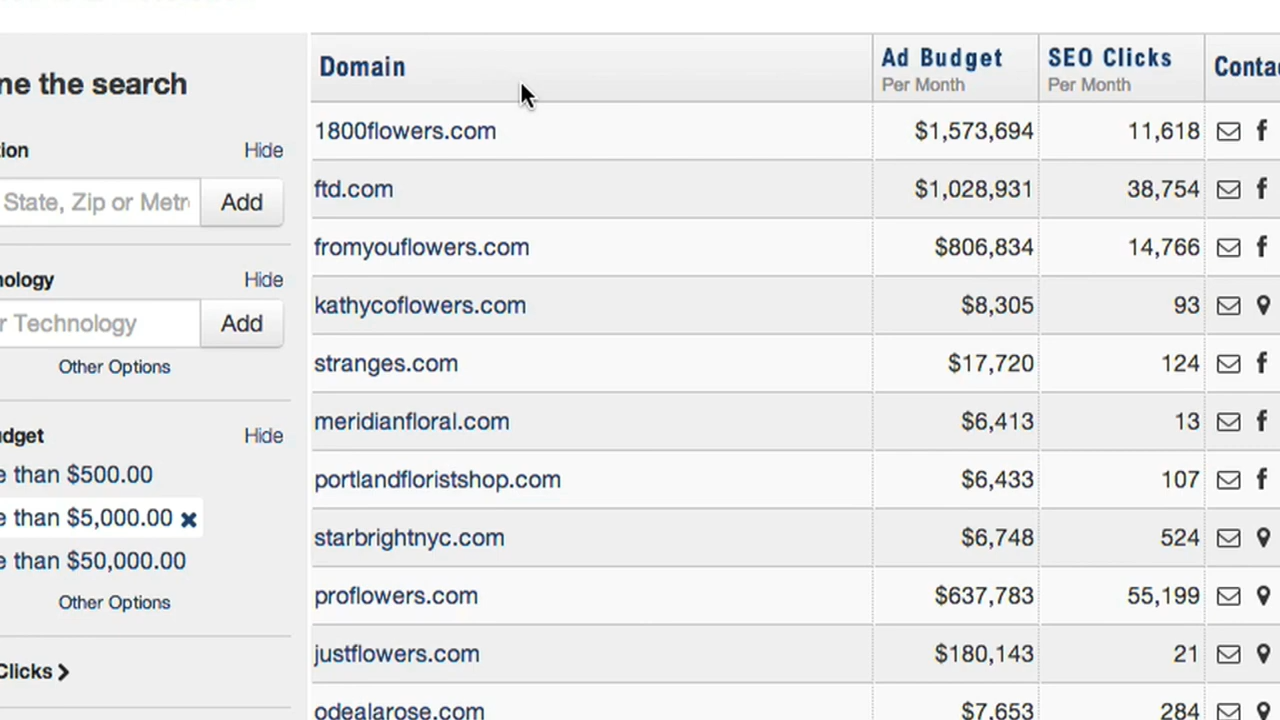 ne the search
tion
Hide
State, Zip or Metr
Add
nology
Hide
r Technology
Add
Other Options
udget
Hide
e than $500.00
e than $5,000.00
e than $50,000.00
Other Options
Clicks
Domain
Ad Budget
Per Month
SEO Clicks
Per Month
Conta
1800flowers.com $1,573,694 11,618
ftd.com $1,028,931 38,754
fromyouflowers.com $806,834 14,766
kathycoflowers.com $8,305 93
stranges.com $17,720 124
meridianfloral.com $6,413 13
portlandfloristshop.com $6,433 107
starbrightnyc.com $6,748 524
proflowers.com $637,783 55,199
justflowers.com $180,143 21
odealarose.com $7,653 284